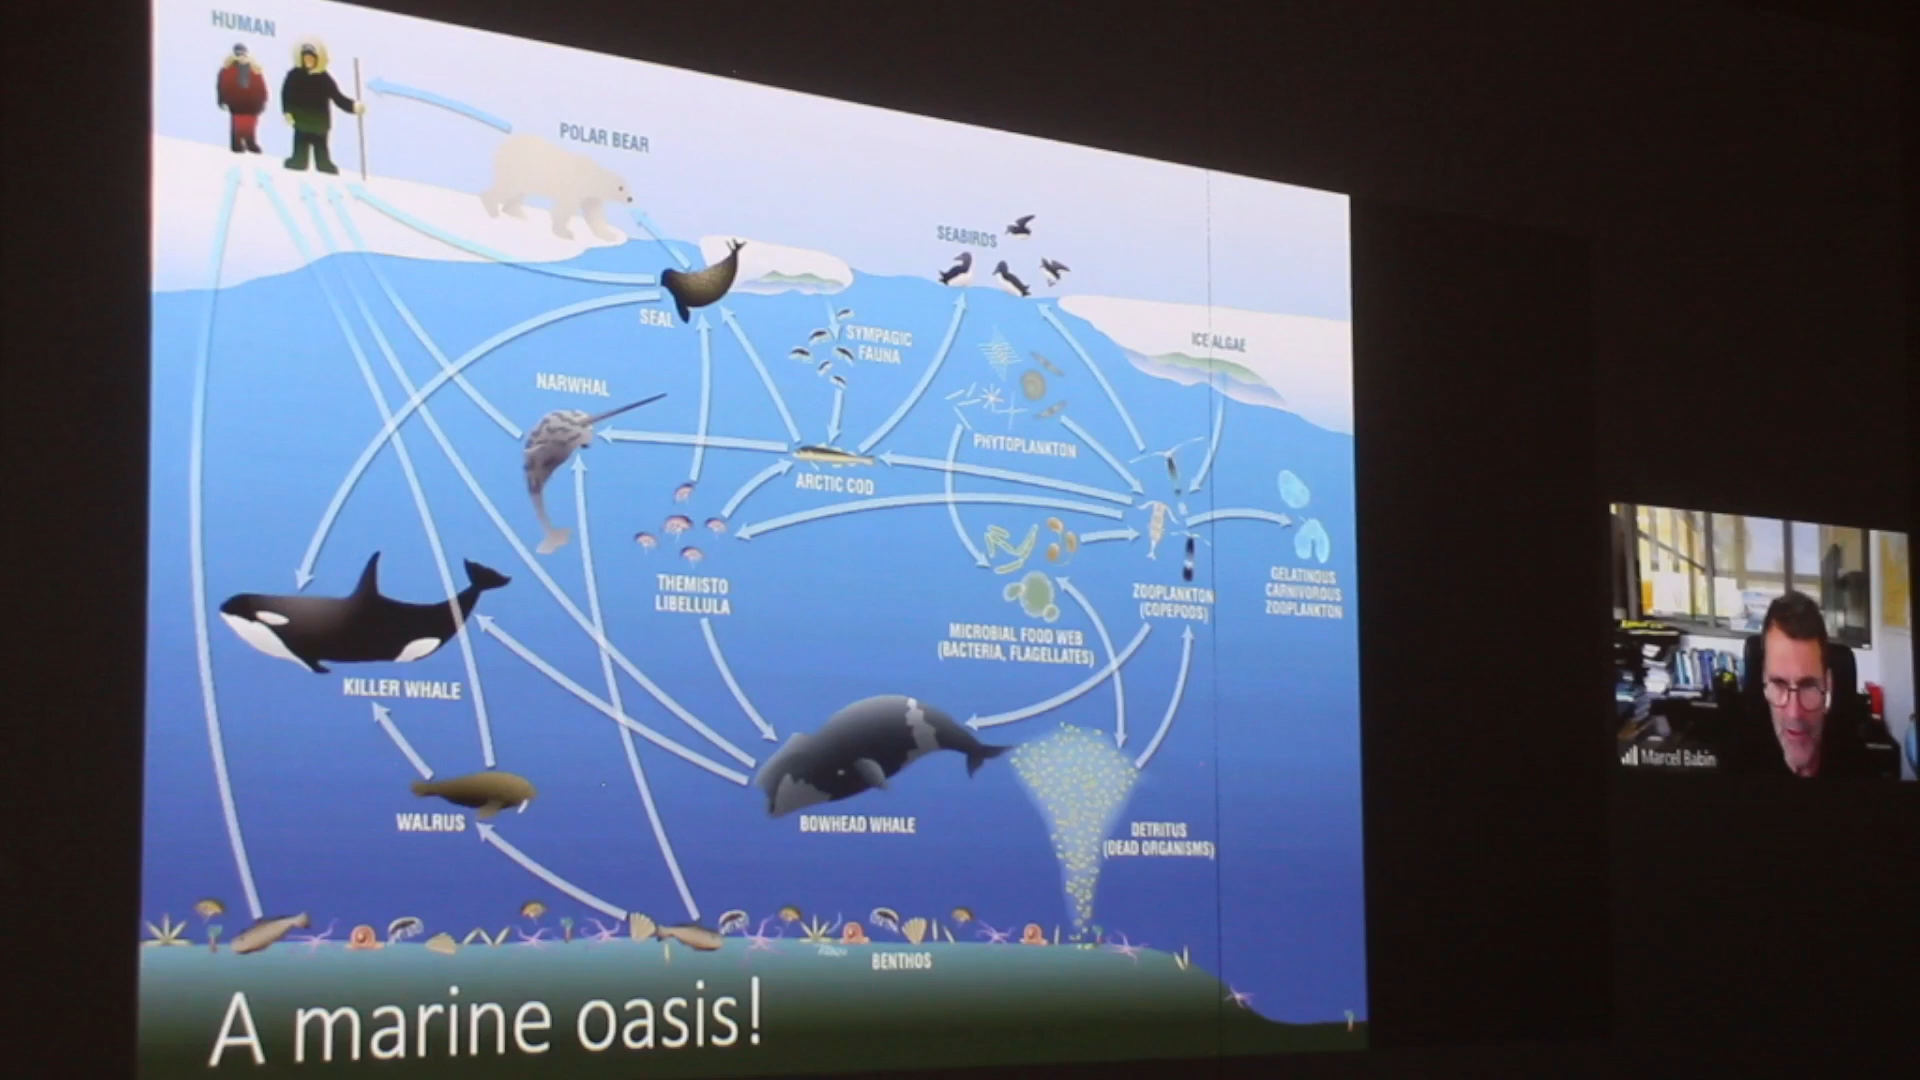 HUMAN
POLAR BEAR
SEABIRDS
SEAL
SYMPAGIC
FAUNA
ICE ALGAE
NARWHAL
PHYTOPLANKTON
ARCTIC COD
THEMISTO
LIBELLULA
ZOOPLANKTON
(COPEPODS)
GELATINOUS
CARNIVOROUS
ZOOPLANKTON
MICROBIAL FOOD WEB
(BACTERIA, FLAGELLATES)
KILLER WHALE
WALRUS
BOWHEAD WHALE
DETRITUS
(DEAD ORGANISMS)
BENTHOS
A marine oasis!
Marcel Babin